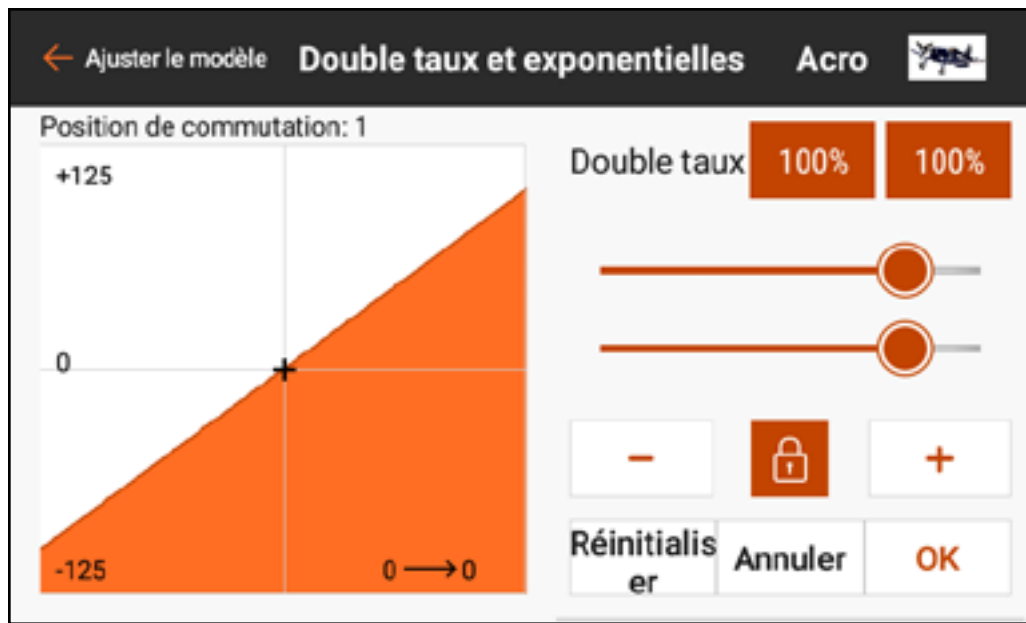 Ajuster le modèle Double taux et exponentielles Acro
Position de commutation: 1
+125
0
-125
0 → 0
Double taux 100% 100%
− +
Réinitialis
er
Annuler OK